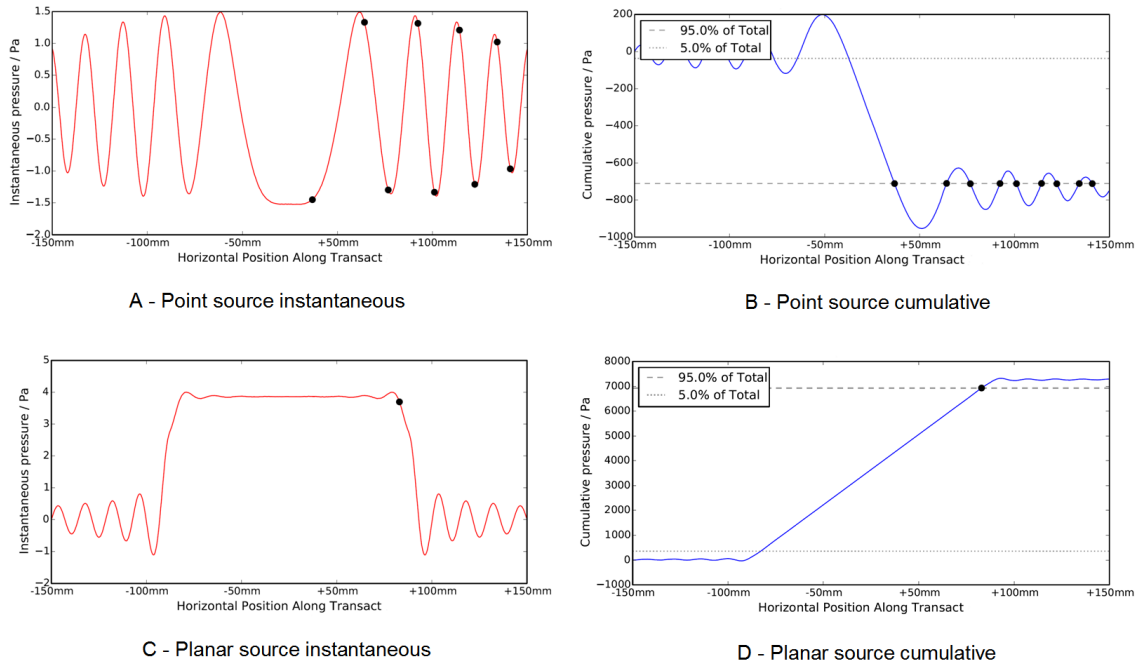 1.5
1.0
0.5
0.0
−0.5
−1.0
−1.5
−2.0
Instantaneous pressure / Pa
-150mm -100mm -50mm +50mm +100mm +150mm
Horizontal Position Along Transact
A - Point source instantaneous
200
0
−200
−400
−600
−800
−1000
Cumulative pressure / Pa
95.0% of Total
5.0% of Total
-150mm -100mm -50mm +50mm +100mm +150mm
Horizontal Position Along Transact
B - Point source cumulative
5
4
3
2
1
0
−1
−2
Instantaneous pressure / Pa
-150mm -100mm -50mm +50mm +100mm +150mm
Horizontal Position Along Transact
C - Planar source instantaneous
8000
7000
6000
5000
4000
3000
2000
1000
0
−1000
Cumulative pressure / Pa
95.0% of Total
5.0% of Total
-150mm -100mm -50mm +50mm +100mm +150mm
Horizontal Position Along Transact
D - Planar source cumulative